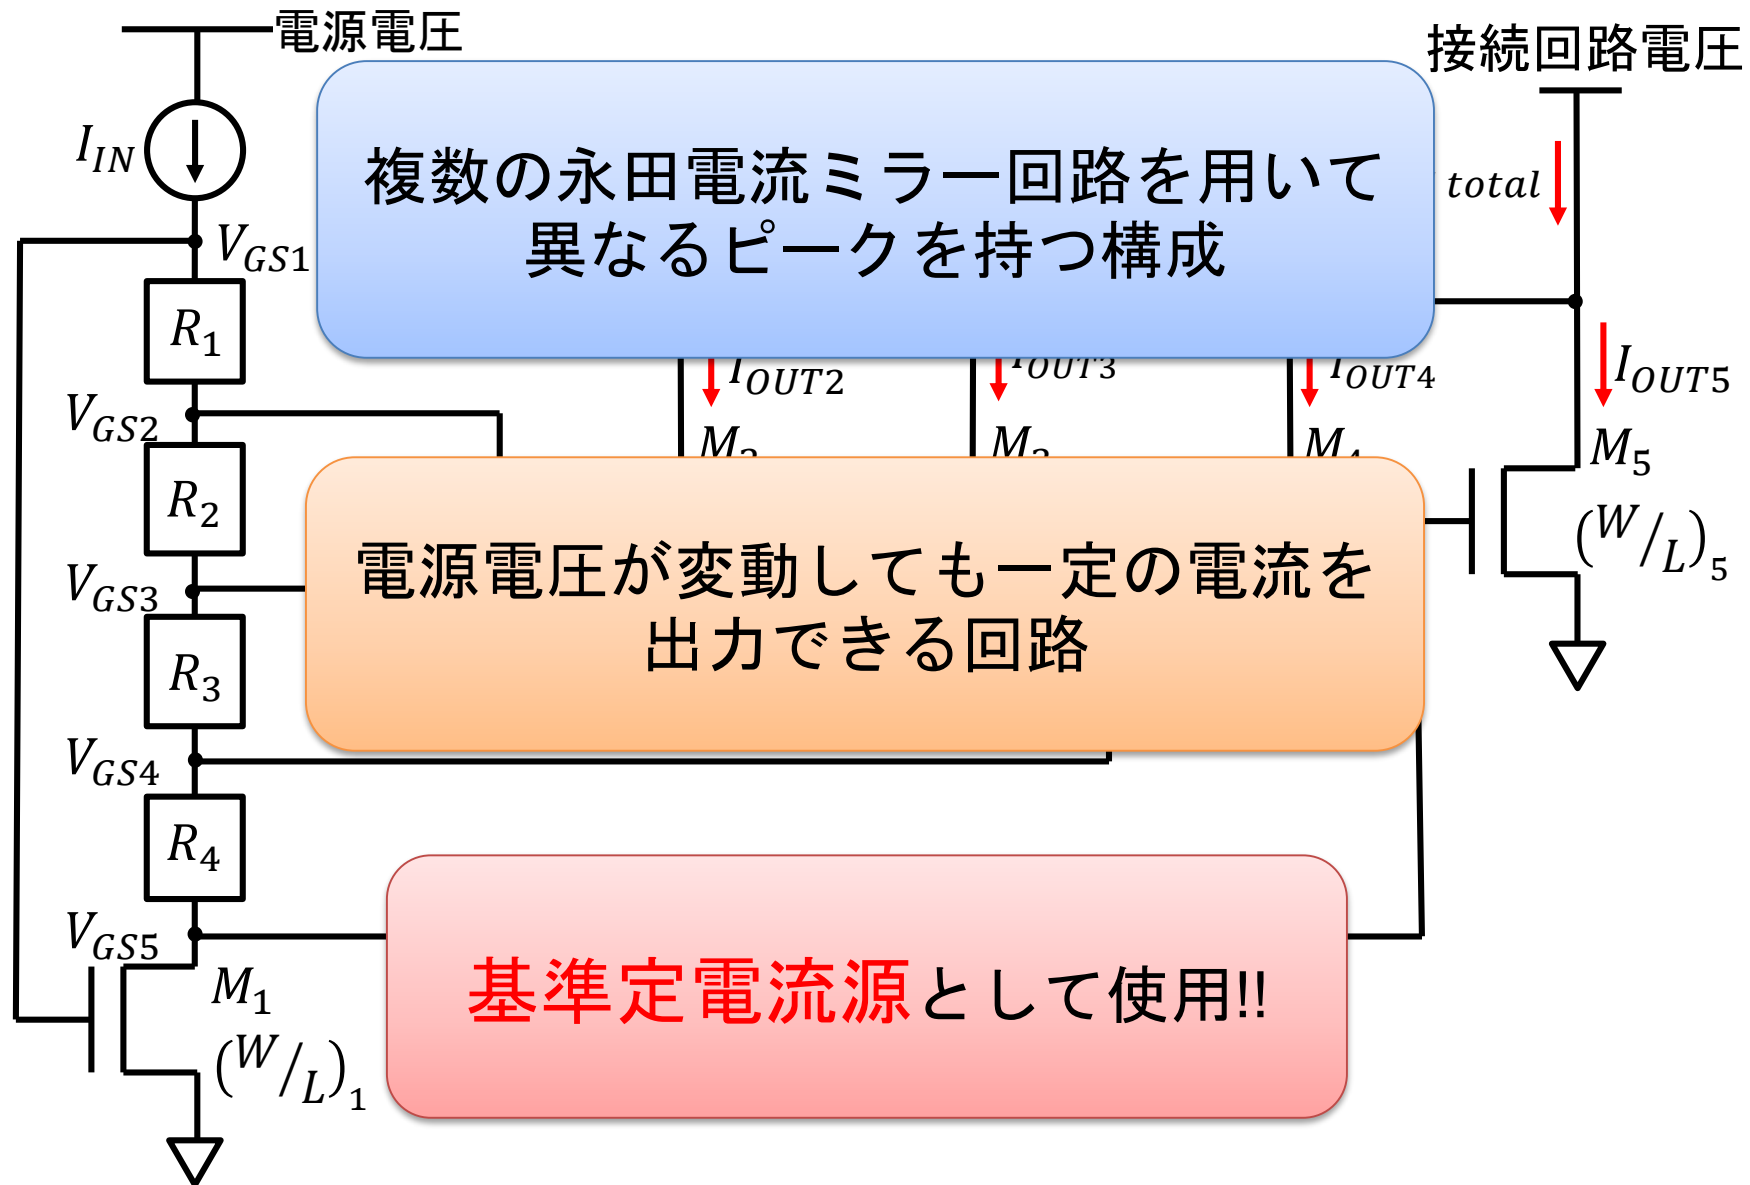 電源電圧
接続回路電圧
I_IN
total
複数の永田電流ミラー回路を用いて
異なるピークを持つ構成
V_GS1
R_1
I_OUT2
I_OUT3
I_OUT4
I_OUT5
V_GS2
M_5
R_2
(W/L)_5
電源電圧が変動しても一定の電流を
出力できる回路
V_GS3
R_3
V_GS4
R_4
V_GS5
M_1
(W/L)_1
基準定電流源として使用!!